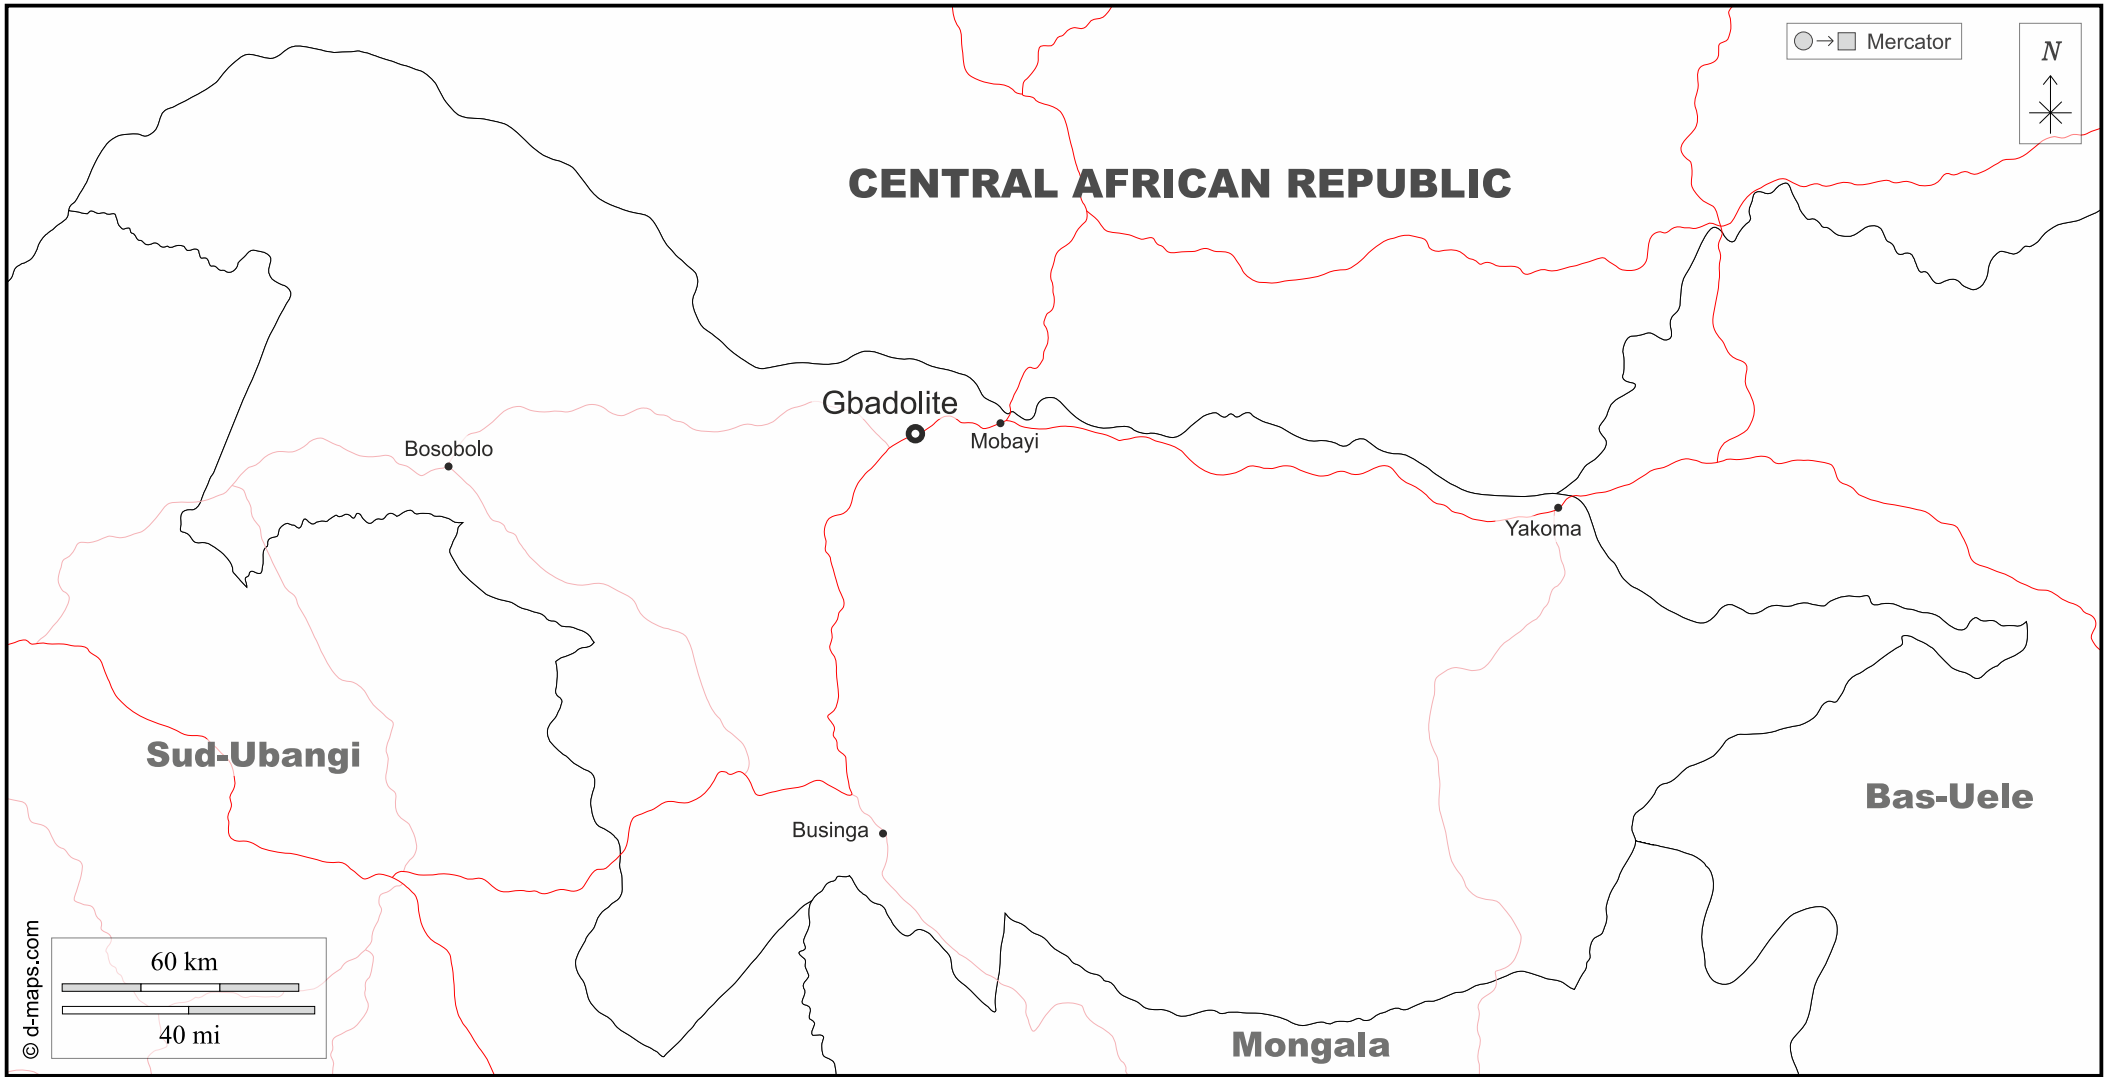 Mercator
N
CENTRAL AFRICAN REPUBLIC
Gbadolite
Mobayi
Bosobolo
Yakoma
Sud-Ubangi
Bas-Uele
Businga
Mongala
60 km
40 mi
© d-maps.com